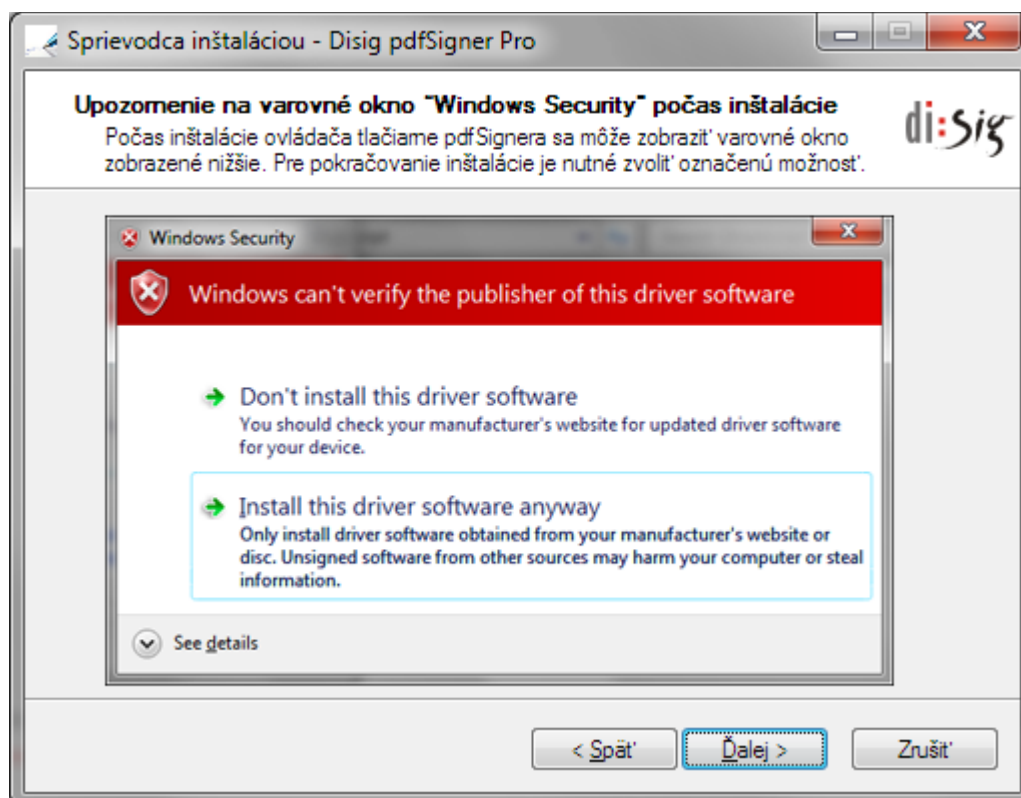 Sprievodca inštaláciou - Disig pdfSigner Pro
Upozornenie na varovné okno "Windows Security" počas inštalácie
Počas inštalácie ovládača tlačiarne pdfSignera sa môže zobraziť varovné okno
zobrazené nižšie. Pre pokračovanie inštalácie je nutné zvoliť označenú možnosť.
di:sig
Windows Security
Windows can't verify the publisher of this driver software
Don't install this driver software
You should check your manufacturer's website for updated driver software
for your device.
Install this driver software anyway
Only install driver software obtained from your manufacturer's website or
disc. Unsigned software from other sources may harm your computer or steal
information.
See details
< Späť
Ďalej >
Zrušiť